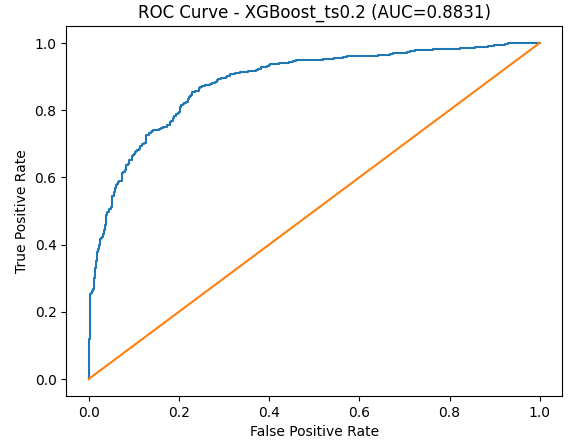 ROC Curve - XGBoost_ts0.2 (AUC=0.8831)
True Positive Rate
1.0
0.8
0.6
0.4
0.2
0.0
0.0 0.2 0.4 0.6 0.8 1.0
False Positive Rate